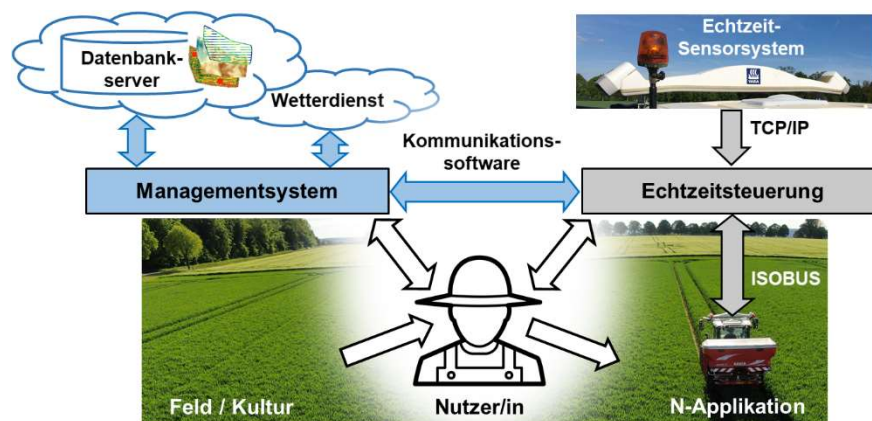 Datenbank-
server
Wetterdienst
Echtzeit-
Sensorsystem
TCP/IP
Kommunikations-
software
Managementsystem
Echtzeitsteuerung
ISOBUS
Feld / Kultur
Nutzer/in
N-Applikation